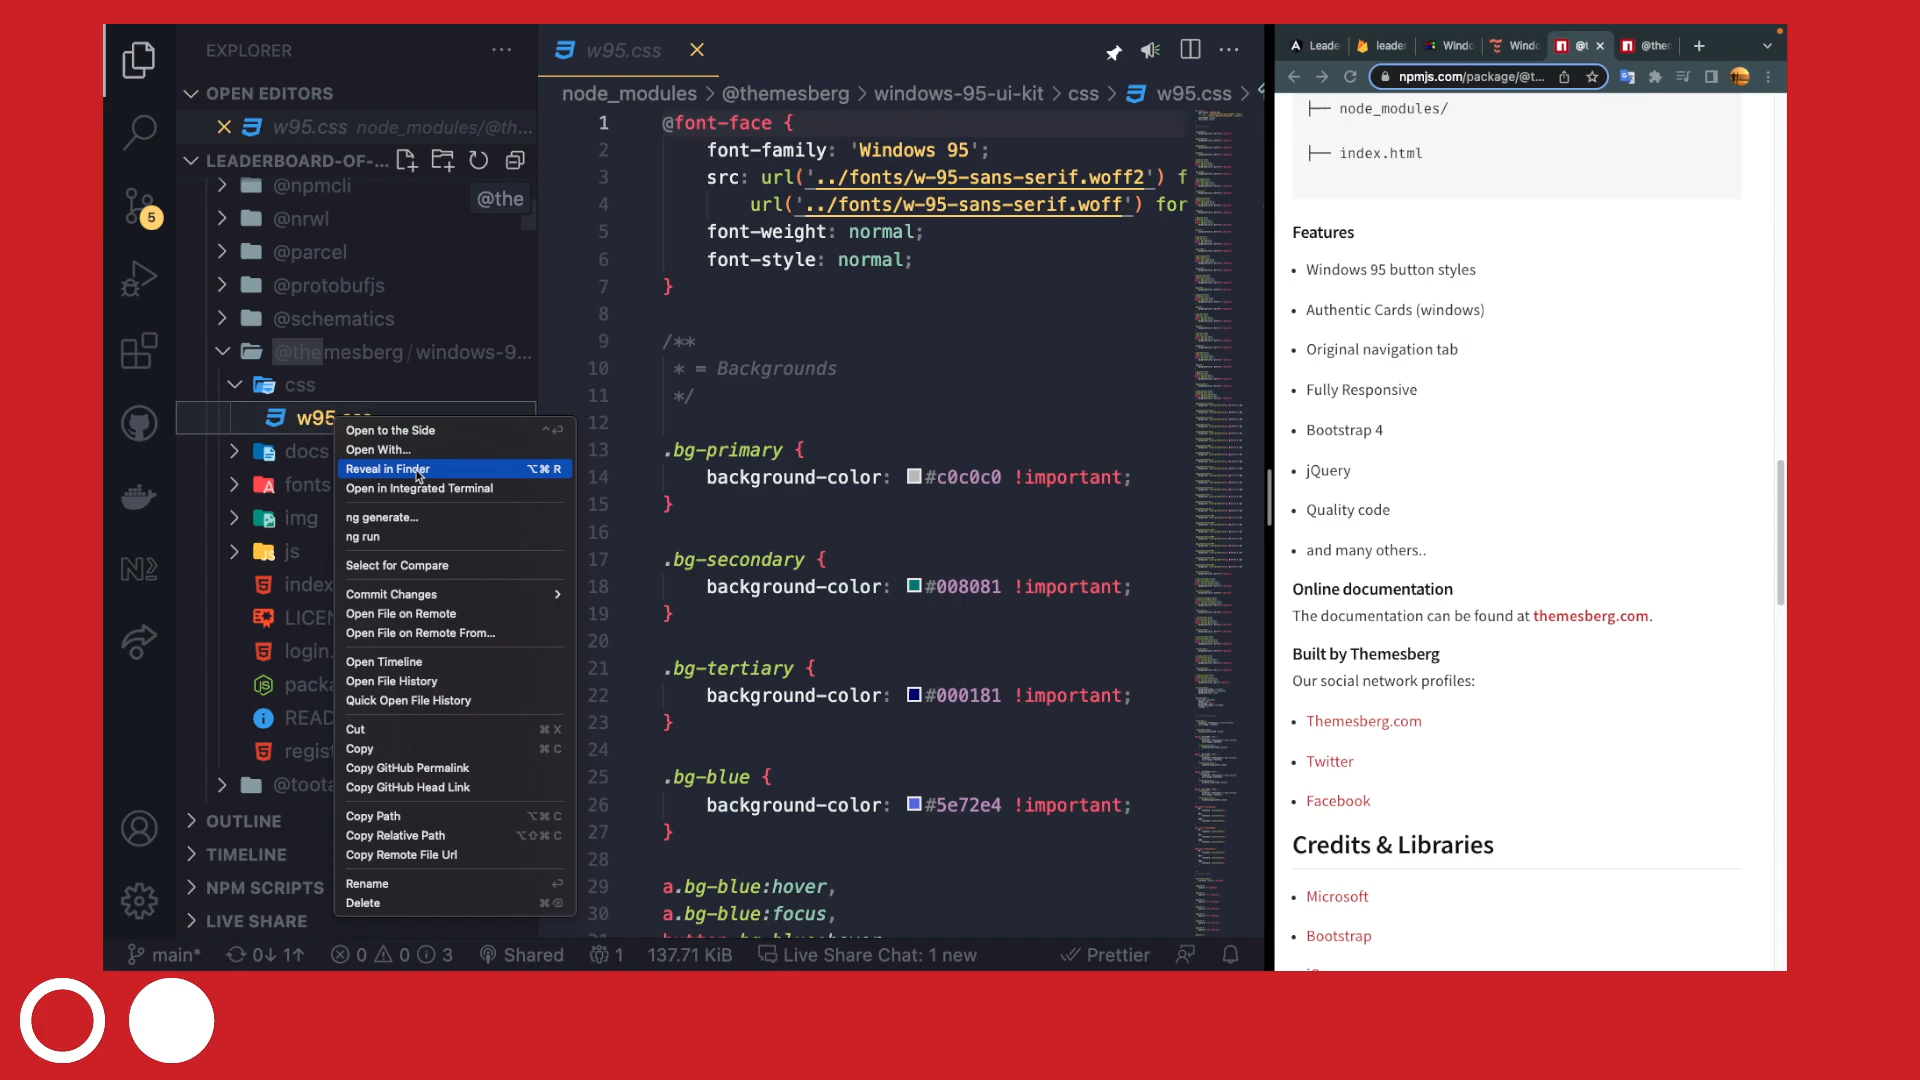 EXPLORER
OPEN EDITORS
w95.css node_modules/@th...
LEADERBOARD-OF-...
@npmcli
@the
@nrwl
@parcel
@protobufjs
@schematics
@themesberg/windows-9...
css
w95.css
docs
fonts
img
js
index
LICEN
login.
packa
READ
regist
@toota
OUTLINE
TIMELINE
NPM SCRIPTS
LIVE SHARE
5
Open to the Side
Open With...
Reveal in Finder ⌥⌘ R
Open in Integrated Terminal
ng generate...
ng run
Select for Compare
Commit Changes
Open File on Remote
Open File on Remote From...
Open Timeline
Open File History
Quick Open File History
Cut ⌘ X
Copy ⌘ C
Copy GitHub Permalink
Copy GitHub Head Link
Copy Path ⌥⌘ C
Copy Relative Path ⌥⇧⌘ C
Copy Remote File Url
Rename
Delete ⌘⌫
w95.css
node_modules > @themesberg > windows-95-ui-kit > css > w95.css >
1 @font-face {
2 font-family: 'Windows 95';
3 src: url('../fonts/w-95-sans-serif.woff2') f
4 url('../fonts/w-95-sans-serif.woff') for
5 font-weight: normal;
6 font-style: normal;
7 }
8
9 /**
10 * = Backgrounds
11 */
12
13 .bg-primary {
14 background-color: #c0c0c0 !important;
15 }
16
17 .bg-secondary {
18 background-color: #008081 !important;
19 }
20
21 .bg-tertiary {
22 background-color: #000181 !important;
23 }
24
25 .bg-blue {
26 background-color: #5e72e4 !important;
27 }
28
29 a.bg-blue:hover,
30 a.bg-blue:focus,
main* 0↓ 1↑ 0 0 3 Shared 1 137.71 KiB Live Share Chat: 1 new Prettier
Leade leader Windo Windo @t @ther
npmjs.com/package/@t...
├── node_modules/
├── index.html
Features
• Windows 95 button styles
• Authentic Cards (windows)
• Original navigation tab
• Fully Responsive
• Bootstrap 4
• jQuery
• Quality code
• and many others..
Online documentation
The documentation can be found at themesberg.com.
Built by Themesberg
Our social network profiles:
• Themesberg.com
• Twitter
• Facebook
Credits & Libraries
• Microsoft
• Bootstrap